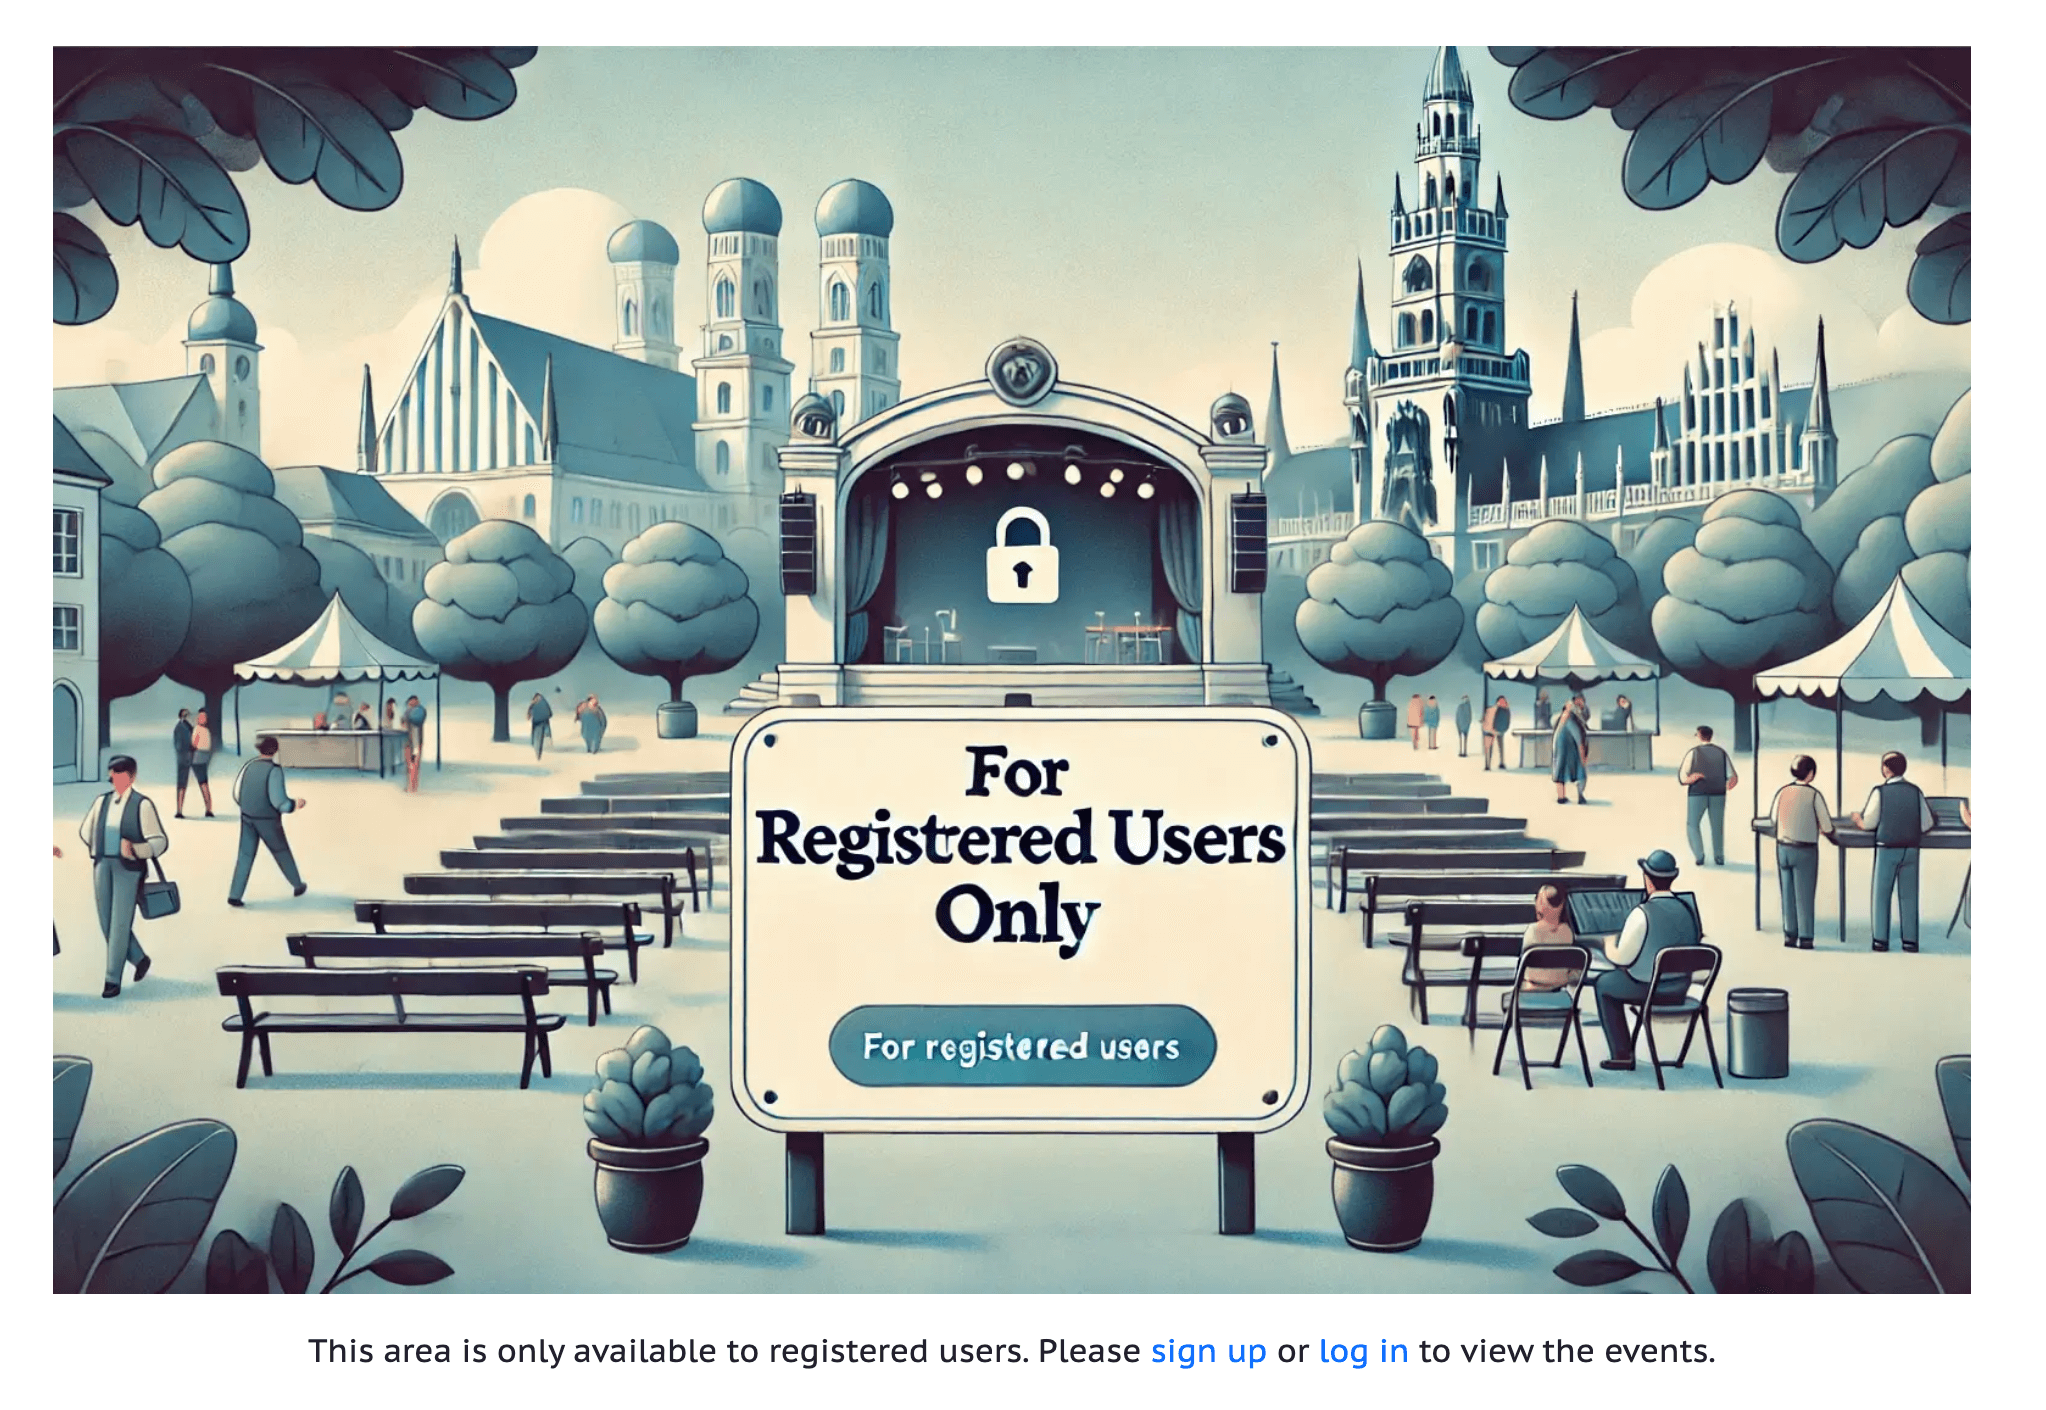 For
Registered Users
Only
For registered users
This area is only available to registered users. Please sign up or log in to view the events.